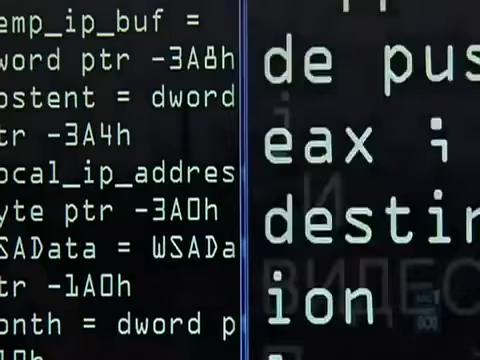 emp_ip_buf =
word ptr -3A8h
ostent = dword
tr -3A4h
ocal_ip_addres
yte ptr -3A0h
SAData = WSADa
tr -1A0h
onth = dword p
de pus
eax ;
destin
ion
ВИДЕО